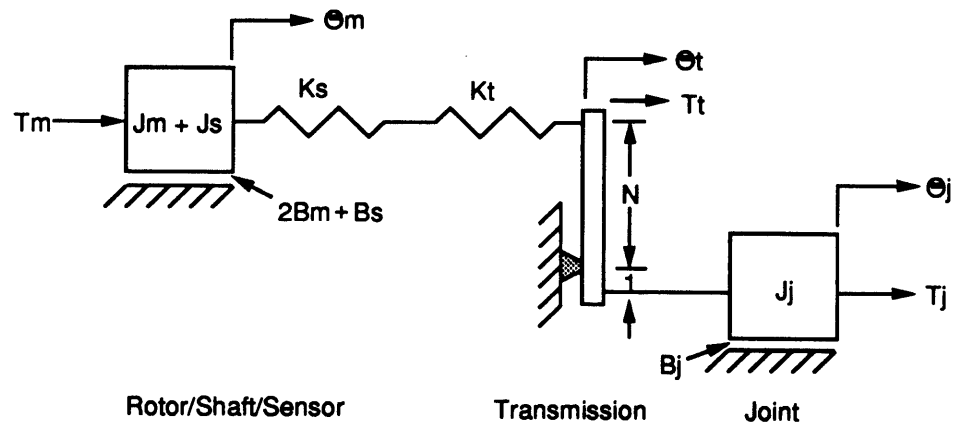 Θm
Θt
Ks
Kt
Tt
Tm
Jm + Js
N
Θj
2Bm + Bs
1
Jj
Tj
Bj
Rotor/Shaft/Sensor
Transmission
Joint